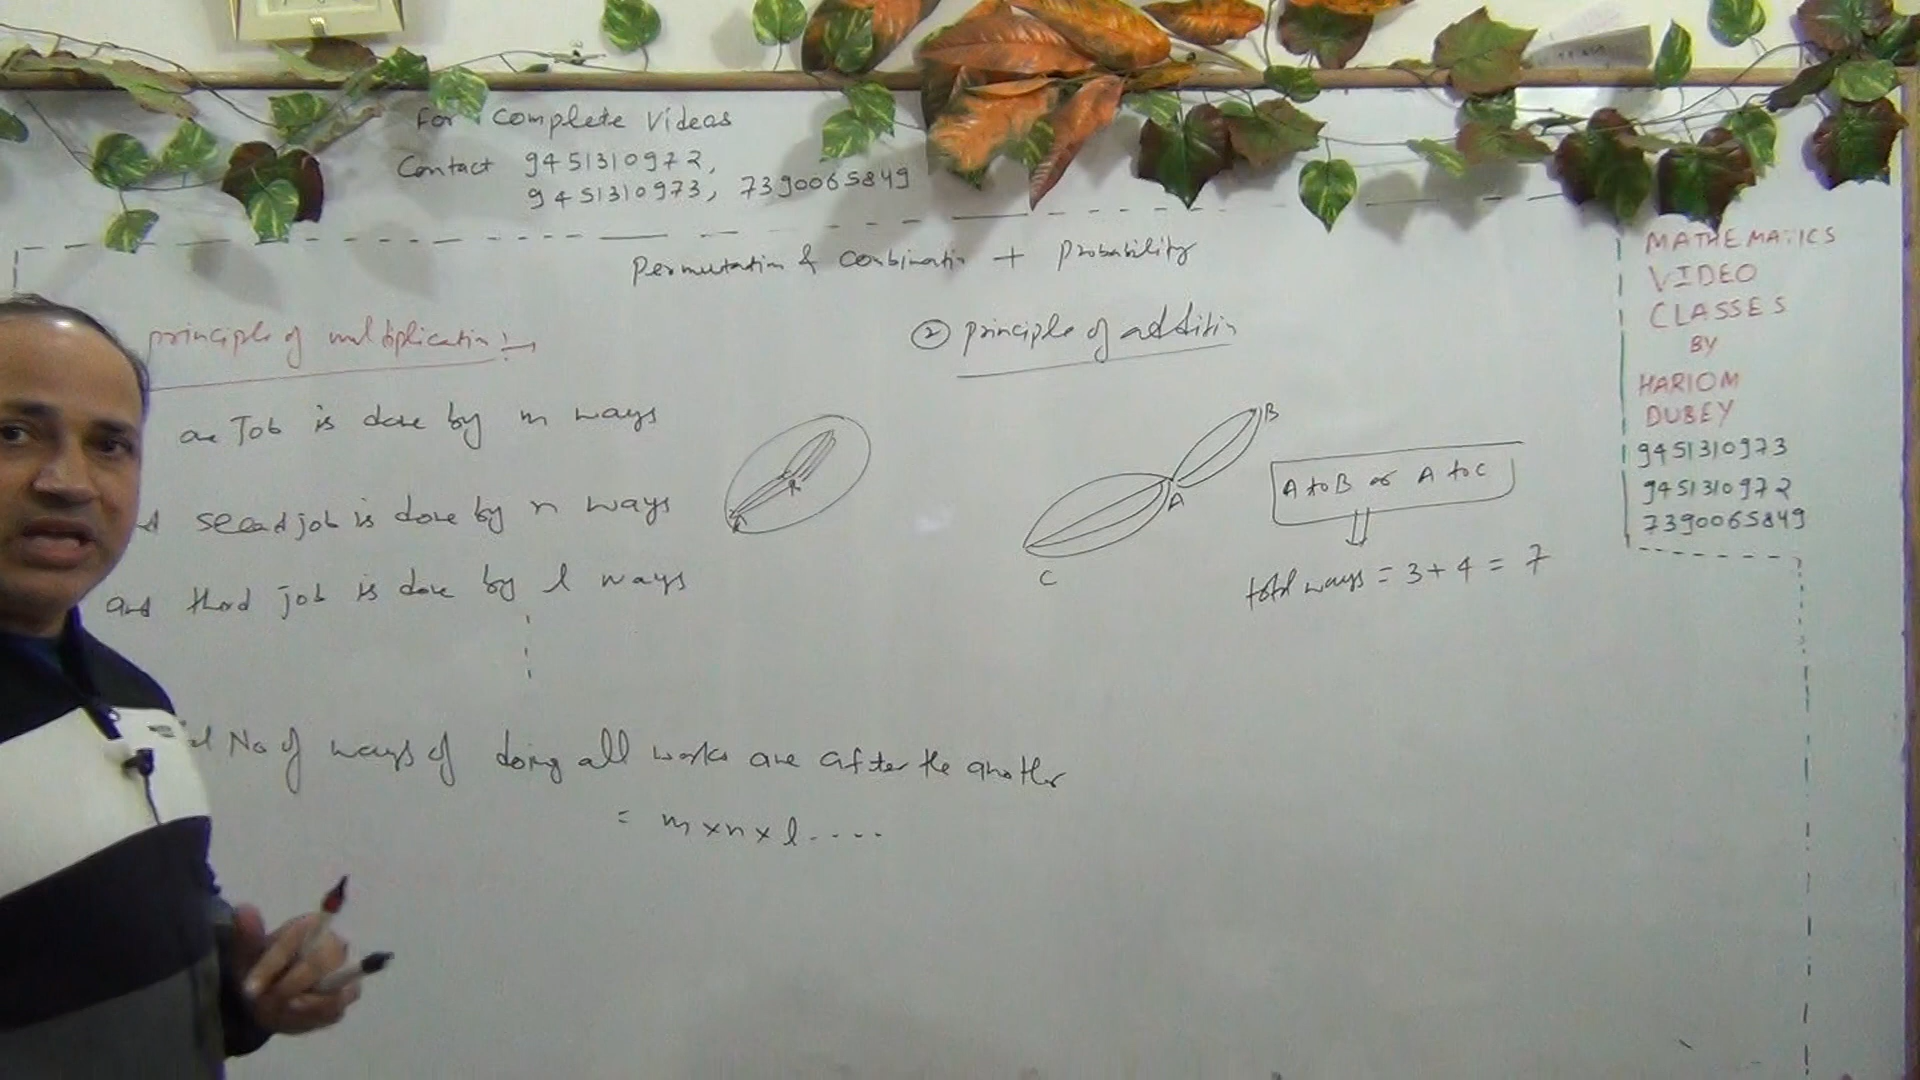 For Complete Videos
Contact 9451310972,
9451310973, 7390065849
Permutation & Combination + Probability
principle of multiplication :-
one Job is done by m ways
second job is done by n ways
and third job is done by l ways
No of ways of doing all works one after the another
= m × n × l ....
② principle of addition
B
A
C
A to B or A to C
total ways = 3 + 4 = 7
MATHEMATICS
VIDEO
CLASSES
BY
HARIOM
DUBEY
9451310973
9451310972
7390065849